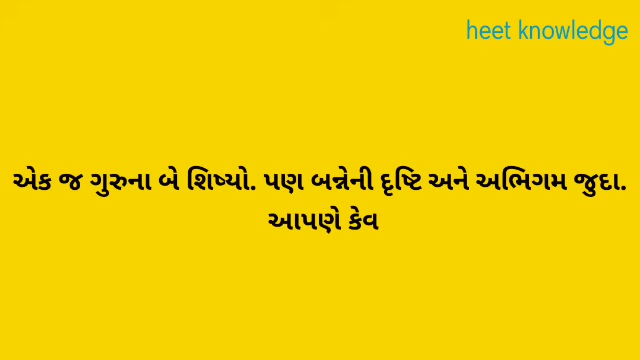 heet knowledge
એક જ ગુરુના બે શિષ્યો. પણ બન્નેની દૃષ્ટિ અને અભિગમ જુદા.
આપણે કેવ